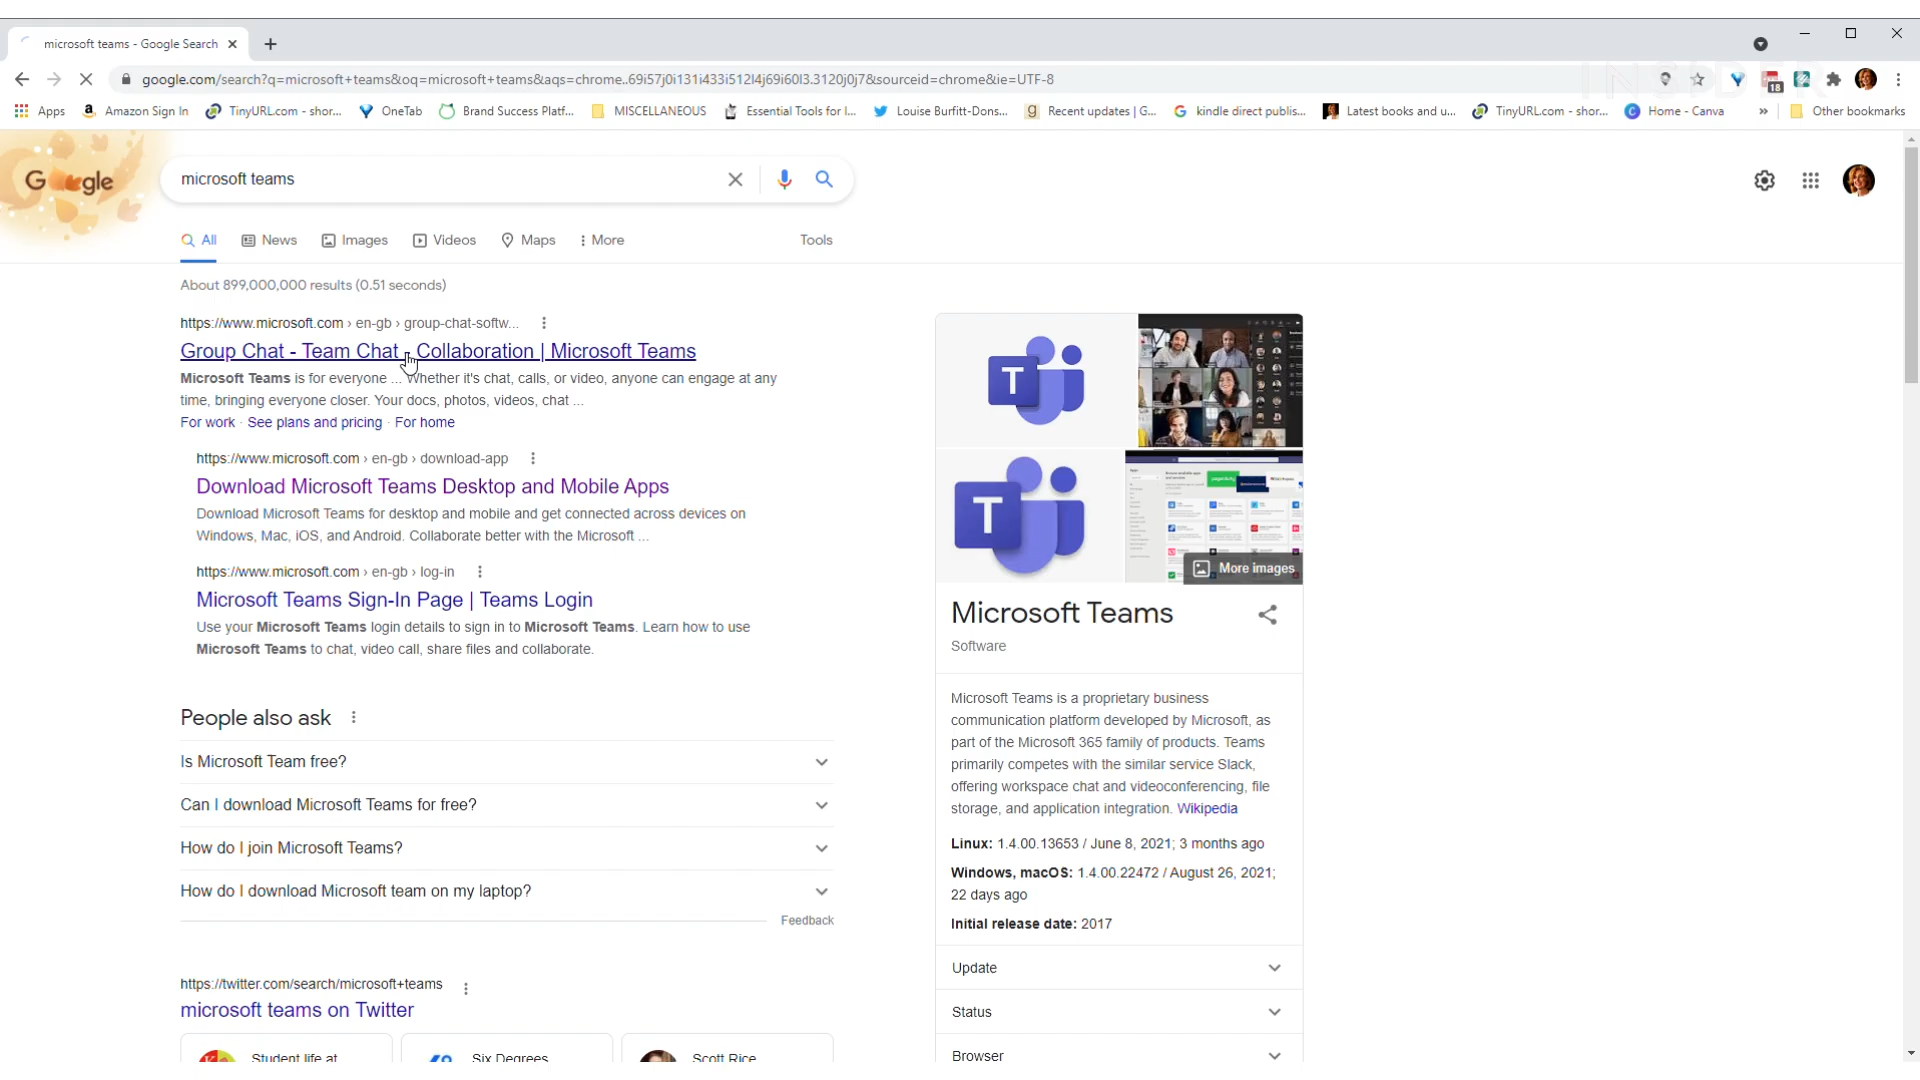 microsoft teams - Google Search
google.com/search?q=microsoft+teams&oq=microsoft+teams&aqs=chrome..69i57j0i131i433i512l4j69i60l3.3120j0j7&sourceid=chrome&ie=UTF-8
18
Apps
Amazon Sign In
TinyURL.com - shor...
OneTab
Brand Success Platf...
MISCELLANEOUS
Essential Tools for I...
Louise Burfitt-Dons...
Recent updates | G...
kindle direct publis...
Latest books and u...
TinyURL.com - shor...
Home - Canva
»
Other bookmarks
Google
microsoft teams
All
News
Images
Videos
Maps
More
Tools
About 899,000,000 results (0.51 seconds)
https://www.microsoft.com › en-gb › group-chat-softw...
Group Chat - Team Chat - Collaboration | Microsoft Teams
Microsoft Teams is for everyone ... Whether it's chat, calls, or video, anyone can engage at any
time, bringing everyone closer. Your docs, photos, videos, chat ...
For work · See plans and pricing · For home
https://www.microsoft.com › en-gb › download-app
Download Microsoft Teams Desktop and Mobile Apps
Download Microsoft Teams for desktop and mobile and get connected across devices on
Windows, Mac, iOS, and Android. Collaborate better with the Microsoft ...
https://www.microsoft.com › en-gb › log-in
Microsoft Teams Sign-In Page | Teams Login
Use your Microsoft Teams login details to sign in to Microsoft Teams. Learn how to use
Microsoft Teams to chat, video call, share files and collaborate.
People also ask
Is Microsoft Team free?
Can I download Microsoft Teams for free?
How do I join Microsoft Teams?
How do I download Microsoft team on my laptop?
Feedback
https://twitter.com/search/microsoft+teams
microsoft teams on Twitter
Student life at
Six Degrees
Scott Rice
T
T
More images
Microsoft Teams
Software
Microsoft Teams is a proprietary business
communication platform developed by Microsoft, as
part of the Microsoft 365 family of products. Teams
primarily competes with the similar service Slack,
offering workspace chat and videoconferencing, file
storage, and application integration. Wikipedia
Linux: 1.4.00.13653 / June 8, 2021; 3 months ago
Windows, macOS: 1.4.00.22472 / August 26, 2021;
22 days ago
Initial release date: 2017
Update
Status
Browser